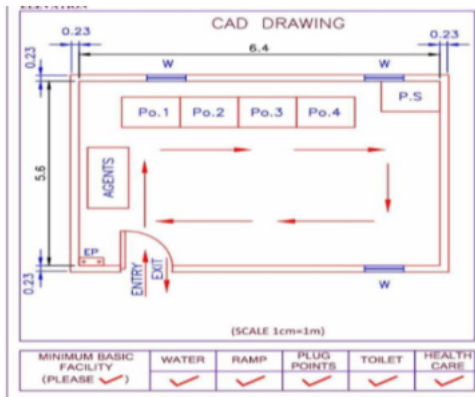 ELEVATION
CAD DRAWING
0.23
6.4
0.23
0.23
W
W
Po.1 Po.2 Po.3 Po.4
P.S
5.6
AGENTS
EP
0.23
ENTRY
EXIT
W
(SCALE 1cm=1m)
MINIMUM BASIC
FACILITY
(PLEASE ✓)
WATER
RAMP
PLUG
POINTS
TOILET
HEALTH
CARE
✓ ✓ ✓ ✓ ✓